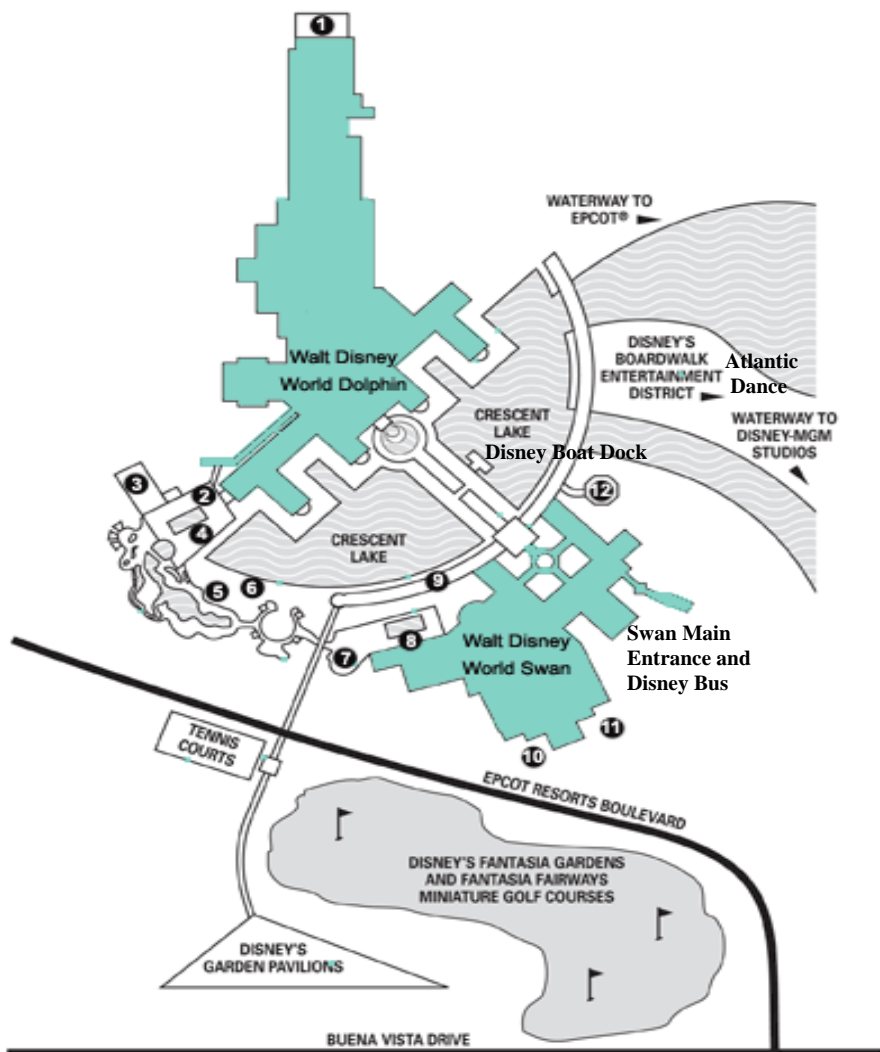 1
WATERWAY TO
EPCOT®
Walt Disney
World Dolphin
DISNEY'S
BOARDWALK
ENTERTAINMENT
DISTRICT
Atlantic
Dance
CRESCENT
LAKE
Disney Boat Dock
WATERWAY TO
DISNEY-MGM
STUDIOS
3
2
4
12
CRESCENT
LAKE
5
6
9
8
7
Walt Disney
World Swan
Swan Main
Entrance and
Disney Bus
11
10
TENNIS
COURTS
EPCOT RESORTS BOULEVARD
DISNEY'S FANTASIA GARDENS
AND FANTASIA FAIRWAYS
MINIATURE GOLF COURSES
DISNEY'S
GARDEN PAVILIONS
BUENA VISTA DRIVE